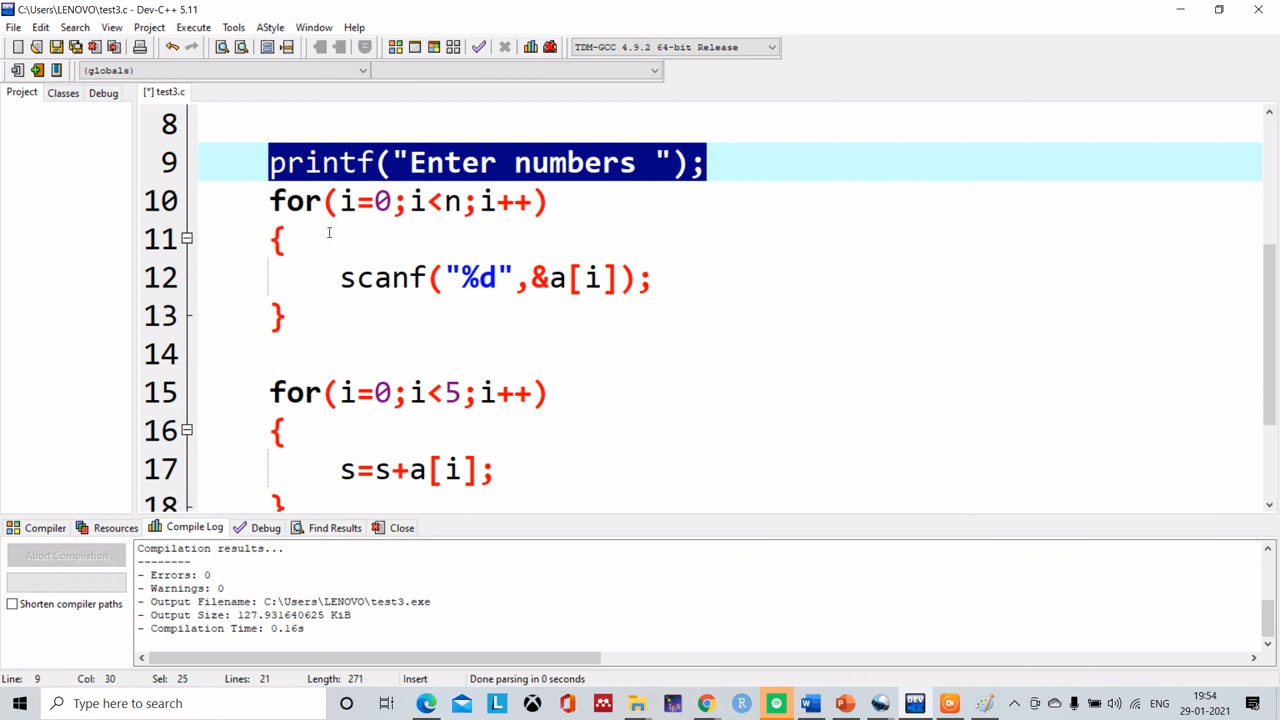 C:\Users\LENOVO\test3.c - Dev-C++ 5.11
File Edit Search View Project Execute Tools AStyle Window Help
TDM-GCC 4.9.2 64-bit Release
(globals)
Project Classes Debug
[*] test3.c
8
9 printf("Enter numbers ");
10 for(i=0;i<n;i++)
11 {
12 scanf("%d",&a[i]);
13 }
14
15 for(i=0;i<5;i++)
16 {
17 s=s+a[i];
18 }
Compiler Resources Compile Log Debug Find Results Close
Abort Compilation
Shorten compiler paths
Compilation results...
--------
- Errors: 0
- Warnings: 0
- Output Filename: C:\Users\LENOVO\test3.exe
- Output Size: 127.931640625 KiB
- Compilation Time: 0.16s
Line: 9 Col: 30 Sel: 25 Lines: 21 Length: 271 Insert Done parsing in 0 seconds
Type here to search
ENG
19:54
29-01-2021